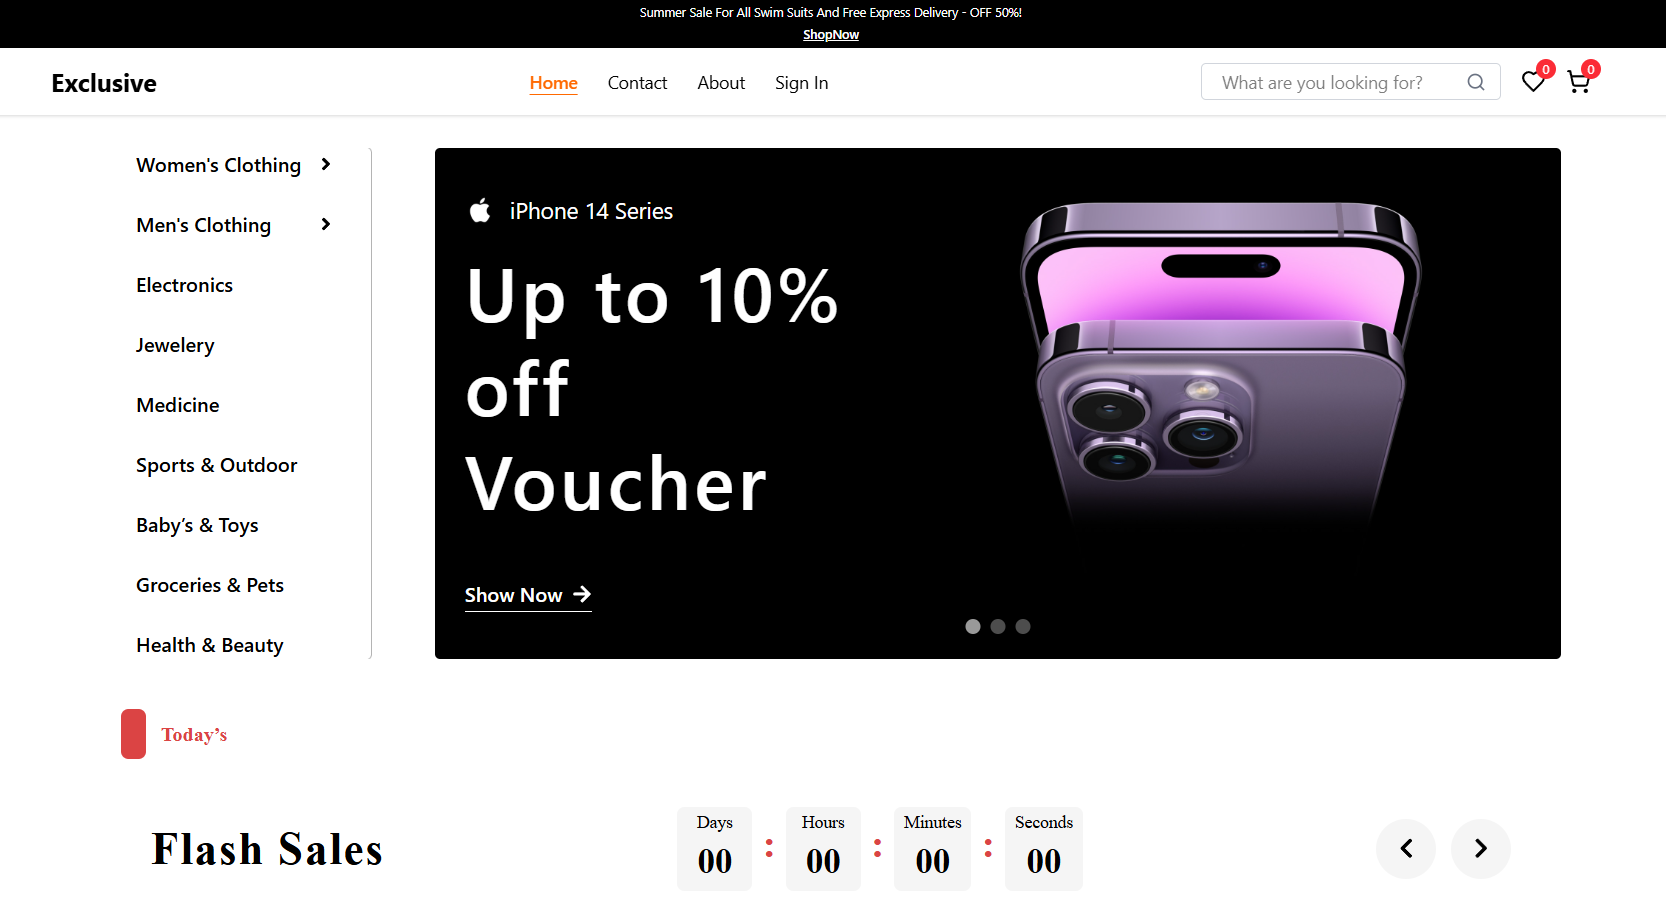 Summer Sale For All Swim Suits And Free Express Delivery - OFF 50%!
ShopNow
Exclusive
Home
Contact
About
Sign In
What are you looking for?
0
0
Women's Clothing
Men's Clothing
Electronics
Jewelery
Medicine
Sports & Outdoor
Baby’s & Toys
Groceries & Pets
Health & Beauty
iPhone 14 Series
Up to 10%
off
Voucher
Show Now
Today’s
Flash Sales
Days
00
:
Hours
00
:
Minutes
00
:
Seconds
00